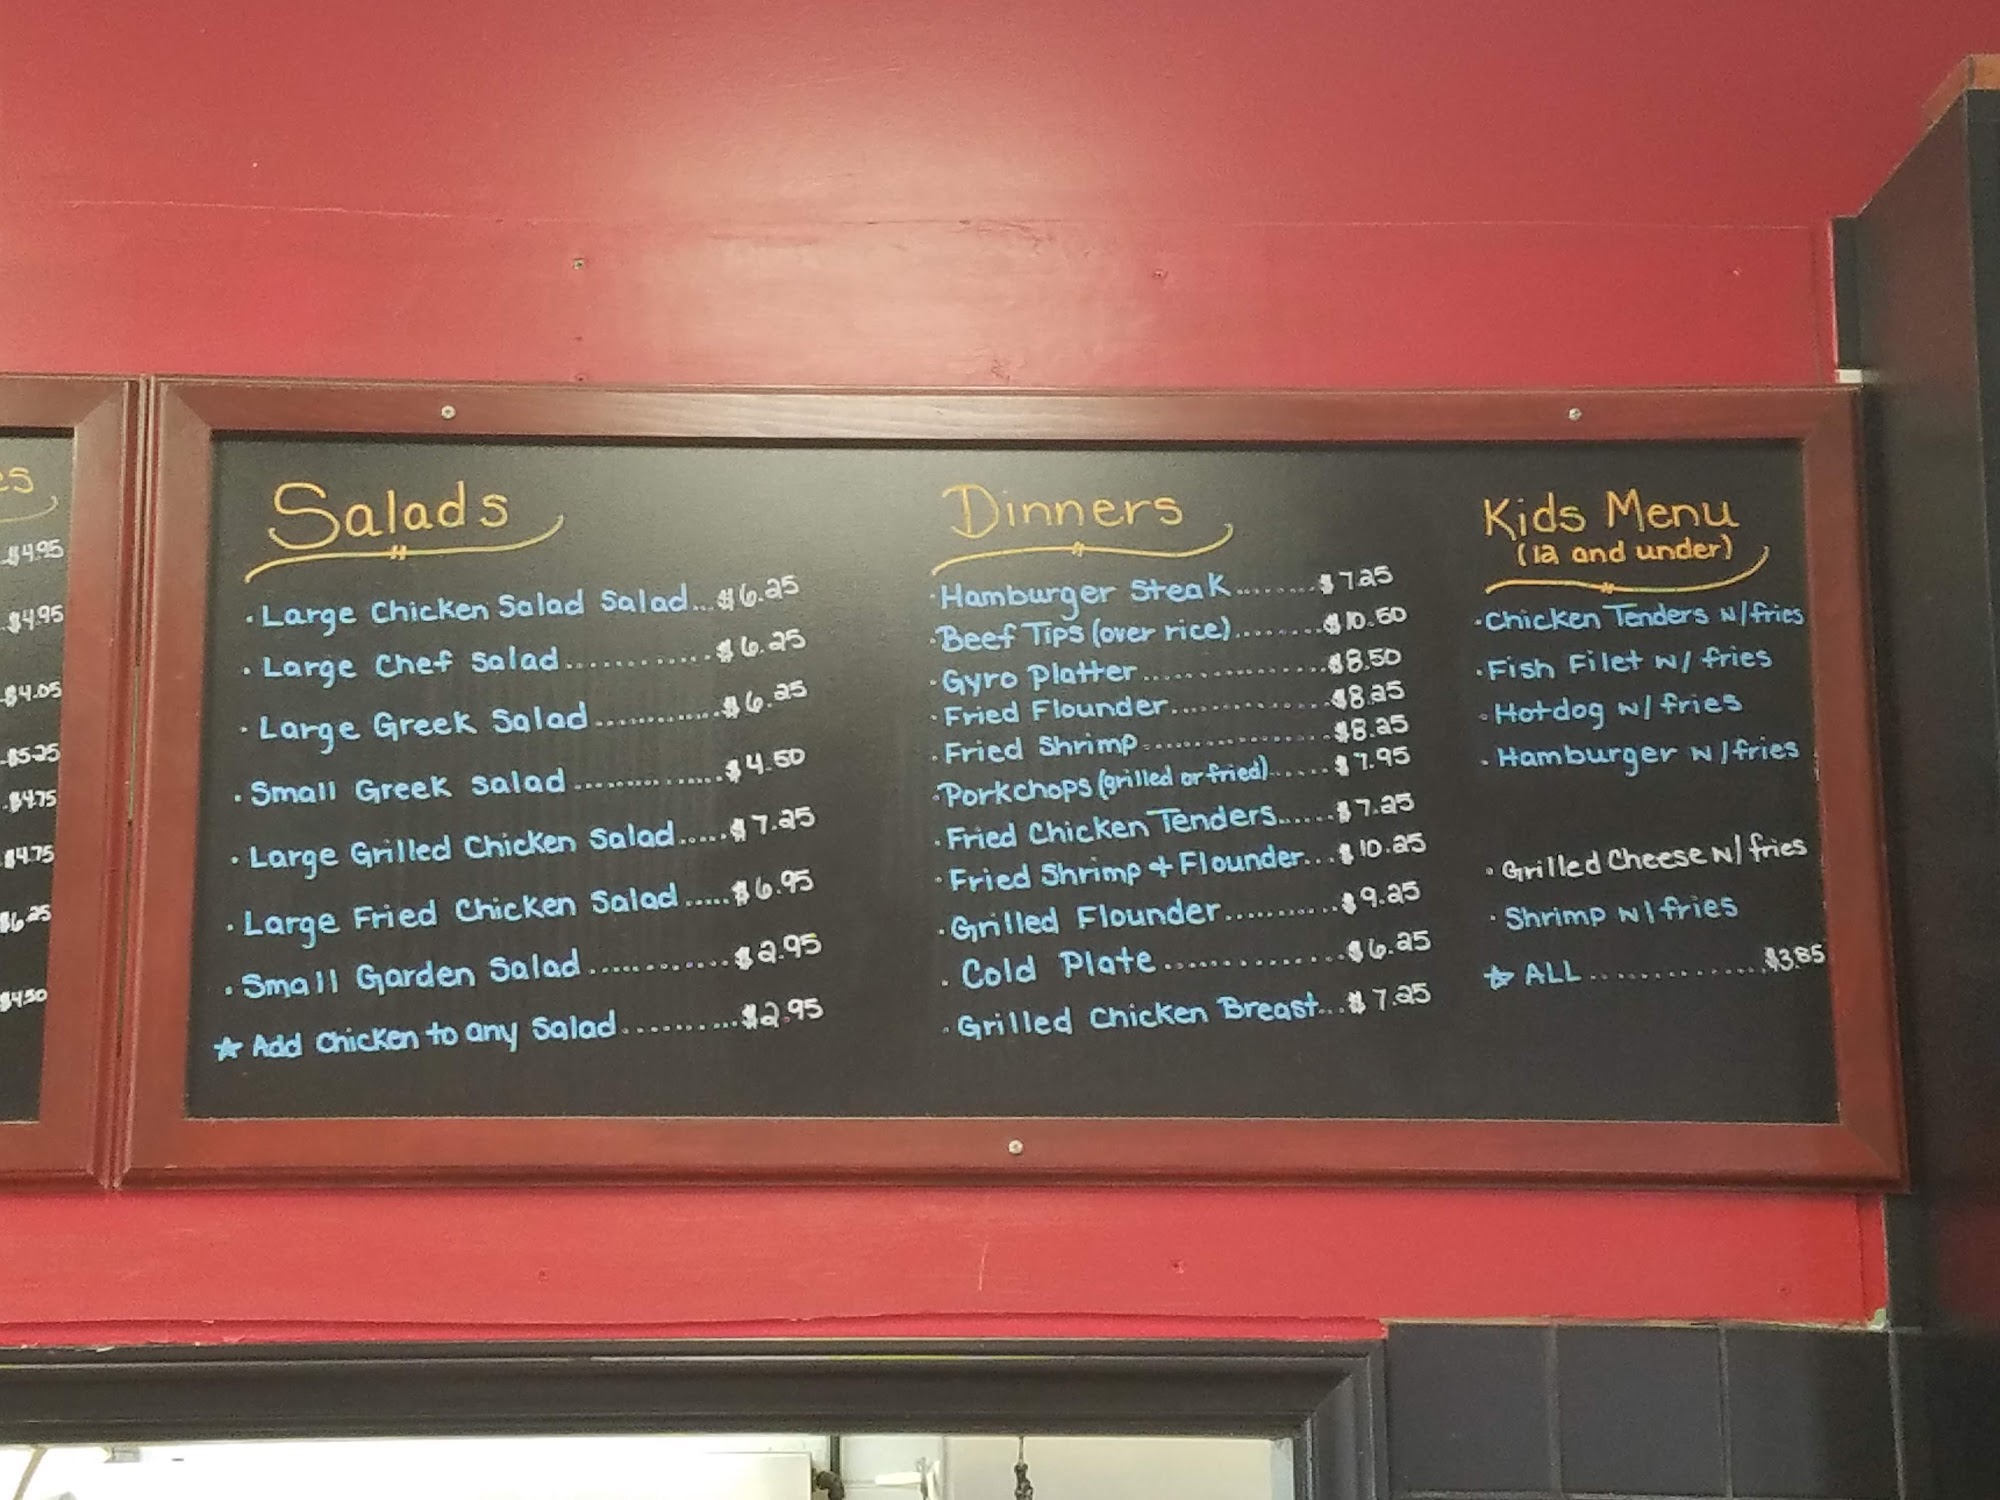 es
$4.95
$4.95
$4.05
$5.25
$4.75
$4.75
$6.25
$4.50
Salads
· Large Chicken Salad Salad...$6.25
· Large Chef Salad............$6.25
· Large Greek Salad.............$6.25
· Small Greek Salad...............$4.50
· Large Grilled Chicken Salad.....$7.25
· Large Fried Chicken Salad.....$6.95
· Small Garden Salad............$2.95
☆ Add Chicken to any Salad...........$2.95
Dinners
· Hamburger Steak........$7.25
· Beef Tips (over rice).........$10.50
· Gyro Platter...............$8.50
· Fried Flounder.............$8.25
· Fried Shrimp................$8.25
· Porkchops (grilled or fried)......$7.95
· Fried Chicken Tenders......$7.25
· Fried Shrimp & Flounder...$10.25
· Grilled Flounder...........$9.25
· Cold Plate................$6.25
· Grilled Chicken Breast...$7.25
Kids Menu
(12 and under)
· Chicken Tenders w/fries
· Fish Filet w/ fries
· Hotdog w/ fries
· Hamburger w/fries
· Grilled Cheese w/ fries
· Shrimp w/ fries
☆ ALL..............$3.85